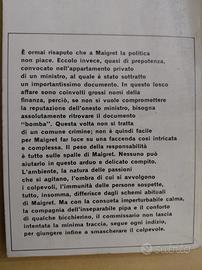 È ormai risaputo che a Maigret la politica
non piace. Eccolo invece, quasi di prepotenza,
convocato nell'appartamento privato
di un ministro, al quale è stato sottratto
un importantissimo documento. In questo losco
affare sono coinvolti grossi nomi della
finanza, perciò, se non si vuole compromettere
la reputazione dell'onesto ministro, bisogna
assolutamente ritrovare il documento
"bomba". Questa volta non si tratta
di un comune crimine; non è quindi facile
per Maigret far luce su una faccenda così intricata
e complessa. Il peso della responsabilità
è tutto sulle spalle di Maigret. Nessuno può
aiutarlo in questo arduo e delicato compito.
L'ambiente, la natura delle passioni
che si agitano, l'ombra di cui si avvolgono
i colpevoli, l'immunità delle persone sospette,
tutto, insomma, differisce dagli schemi abituali
di Maigret. Ma con la consueta imperturbabile calma,
la compagnia dell'inseparabile pipa e il conforto
di qualche bicchierino, il commissario non lascia
intentata la minima traccia, segue ogni indizio,
per giungere infine a smascherare il colpevole.
subito.it